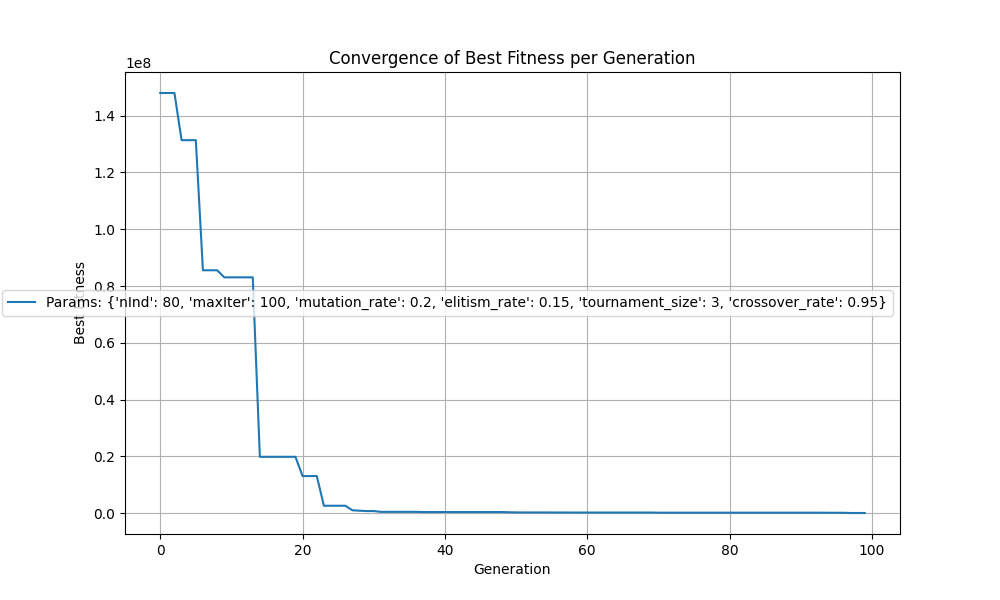 Convergence of Best Fitness per Generation
1e8
1.4
1.2
1.0
0.8
Params: {'nInd': 80, 'maxIter': 100, 'mutation_rate': 0.2, 'elitism_rate': 0.15, 'tournament_size': 3, 'crossover_rate': 0.95}
Best Fitness
0.6
0.4
0.2
0.0
0 20 40 60 80 100
Generation